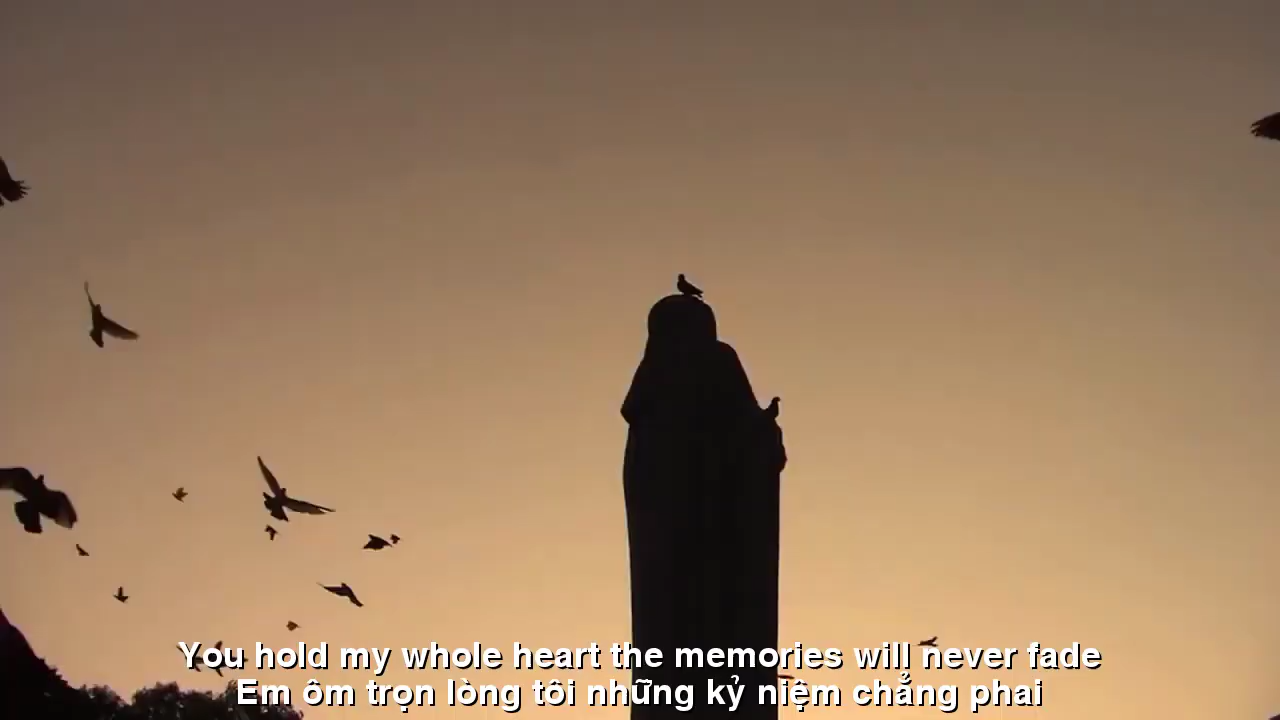 You hold my whole heart the memories will never fade
Em ôm trọn lòng tôi những kỷ niệm chẳng phai